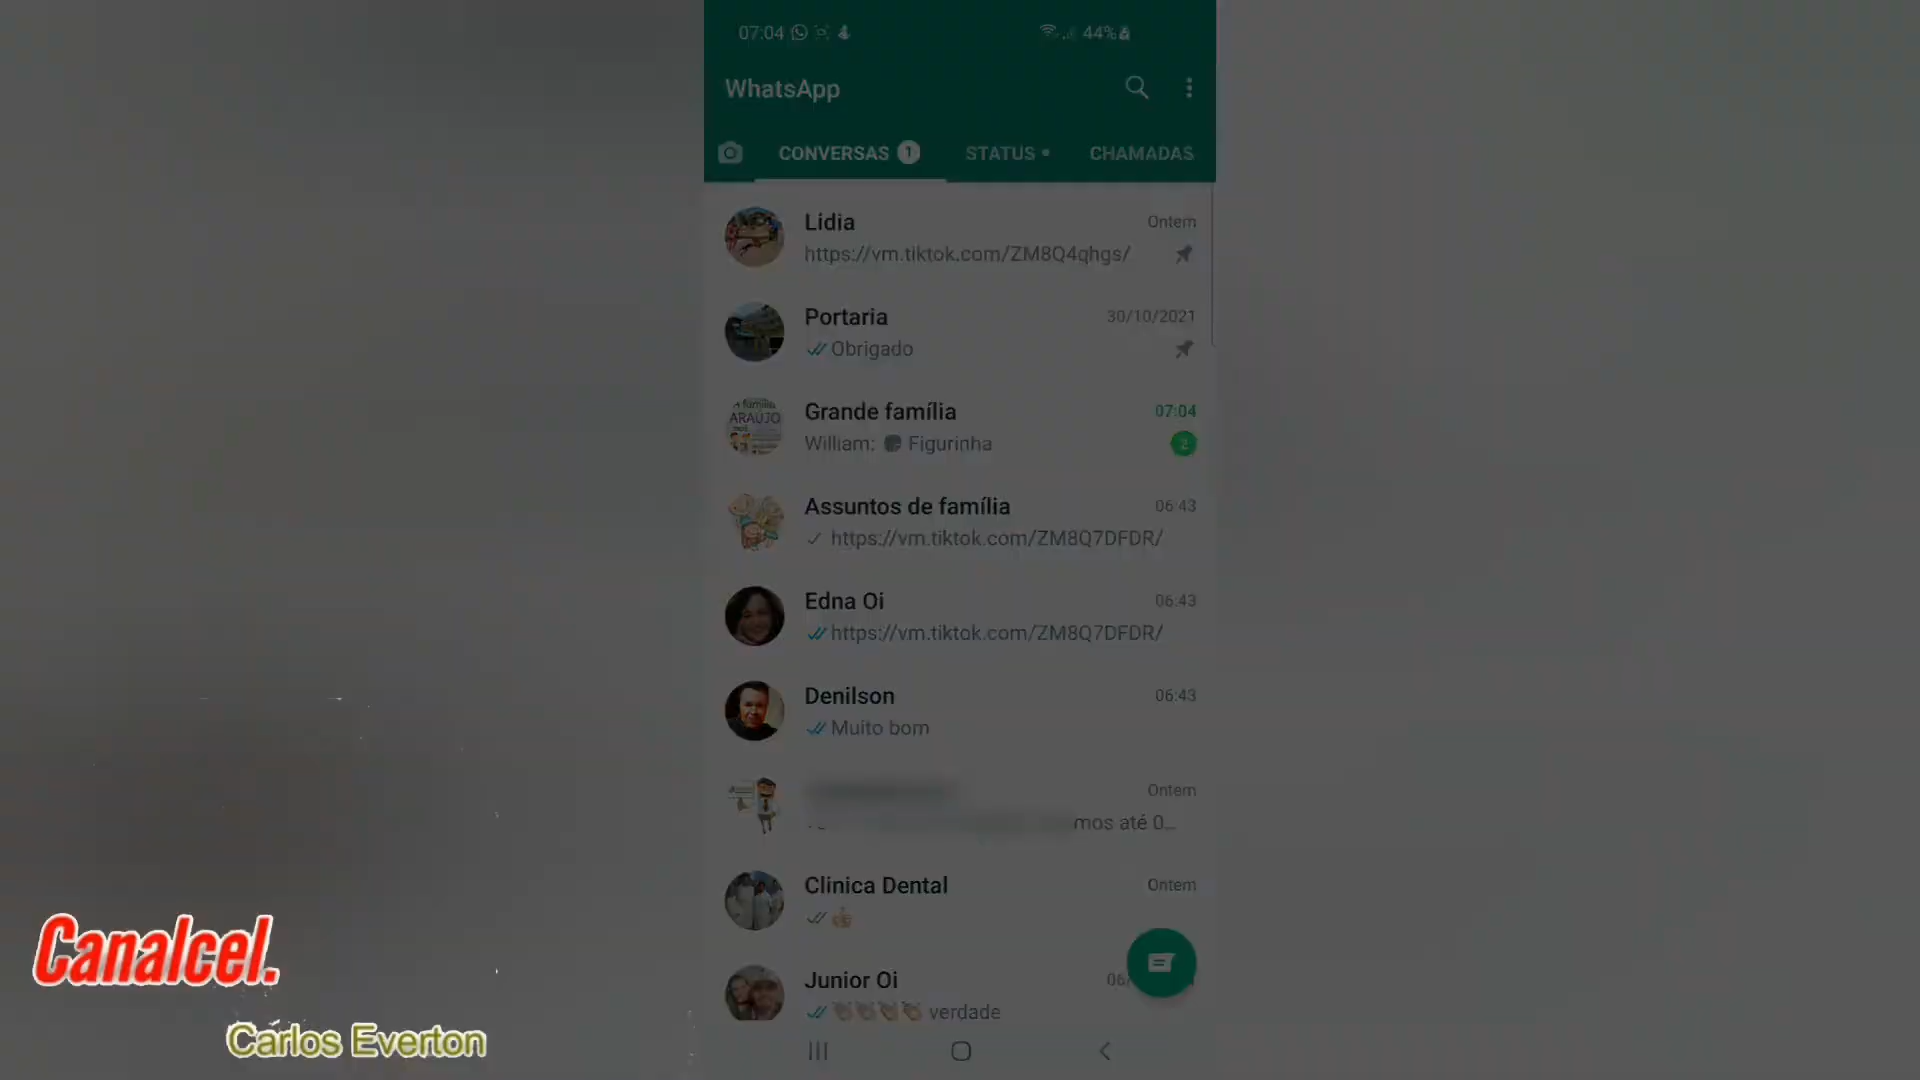 07:04
44%
WhatsApp
CONVERSAS 1
STATUS
CHAMADAS
Lidia
Ontem
https://vm.tiktok.com/ZM8Q4qhgs/
Portaria
30/10/2021
Obrigado
Grande família
07:04
William: Figurinha
2
ARAÚJO
Assuntos de família
06:43
https://vm.tiktok.com/ZM8Q7DFDR/
Edna Oi
06:43
https://vm.tiktok.com/ZM8Q7DFDR/
Denilson
06:43
Muito bom
Ontem
mos até 0...
Clinica Dental
Ontem
Junior Oi
06/
verdade
Canalcel.
Carlos Everton